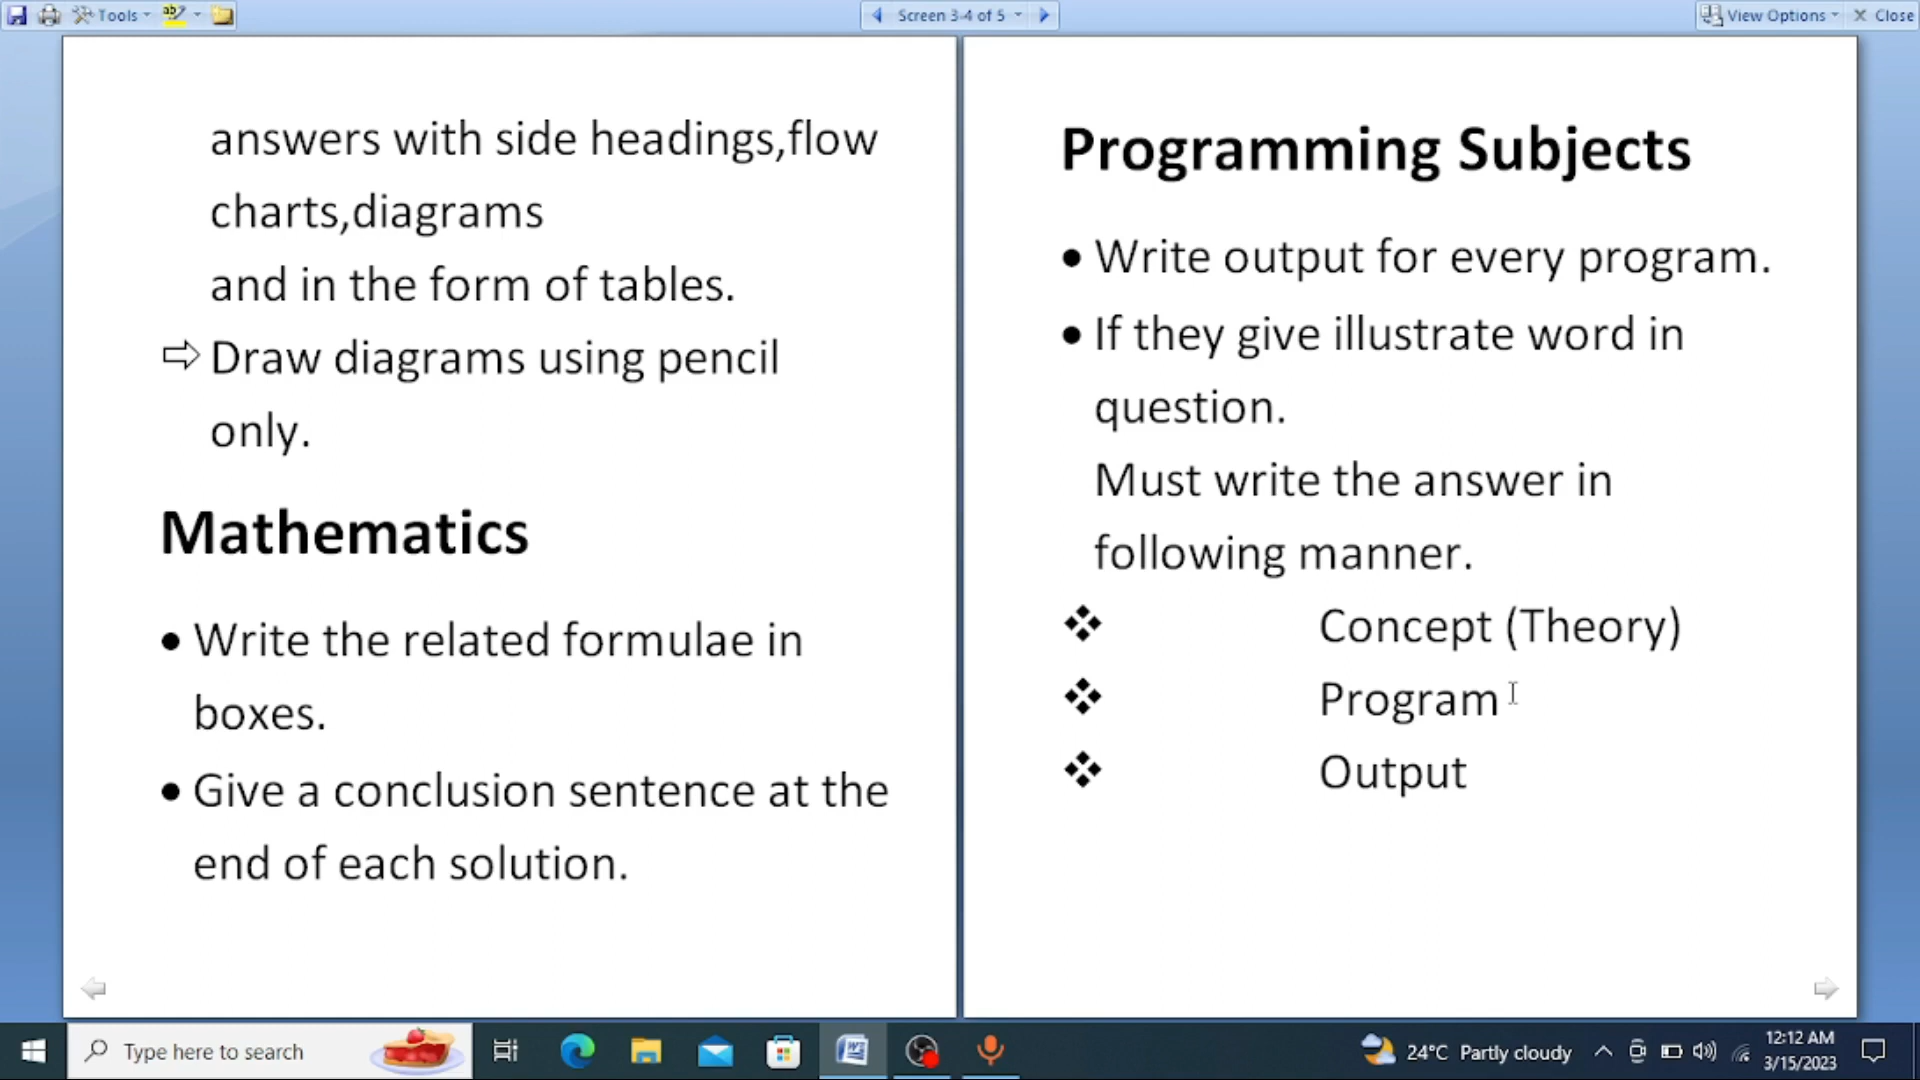 Tools
Screen 3-4 of 5
View Options
Close
answers with side headings,flow
charts,diagrams
and in the form of tables.
⇨ Draw diagrams using pencil
only.
Mathematics
• Write the related formulae in
boxes.
• Give a conclusion sentence at the
end of each solution.
Programming Subjects
• Write output for every program.
• If they give illustrate word in
question.
Must write the answer in
following manner.
❖ Concept (Theory)
❖ Program
❖ Output
Type here to search
24°C Partly cloudy
12:12 AM
3/15/2023